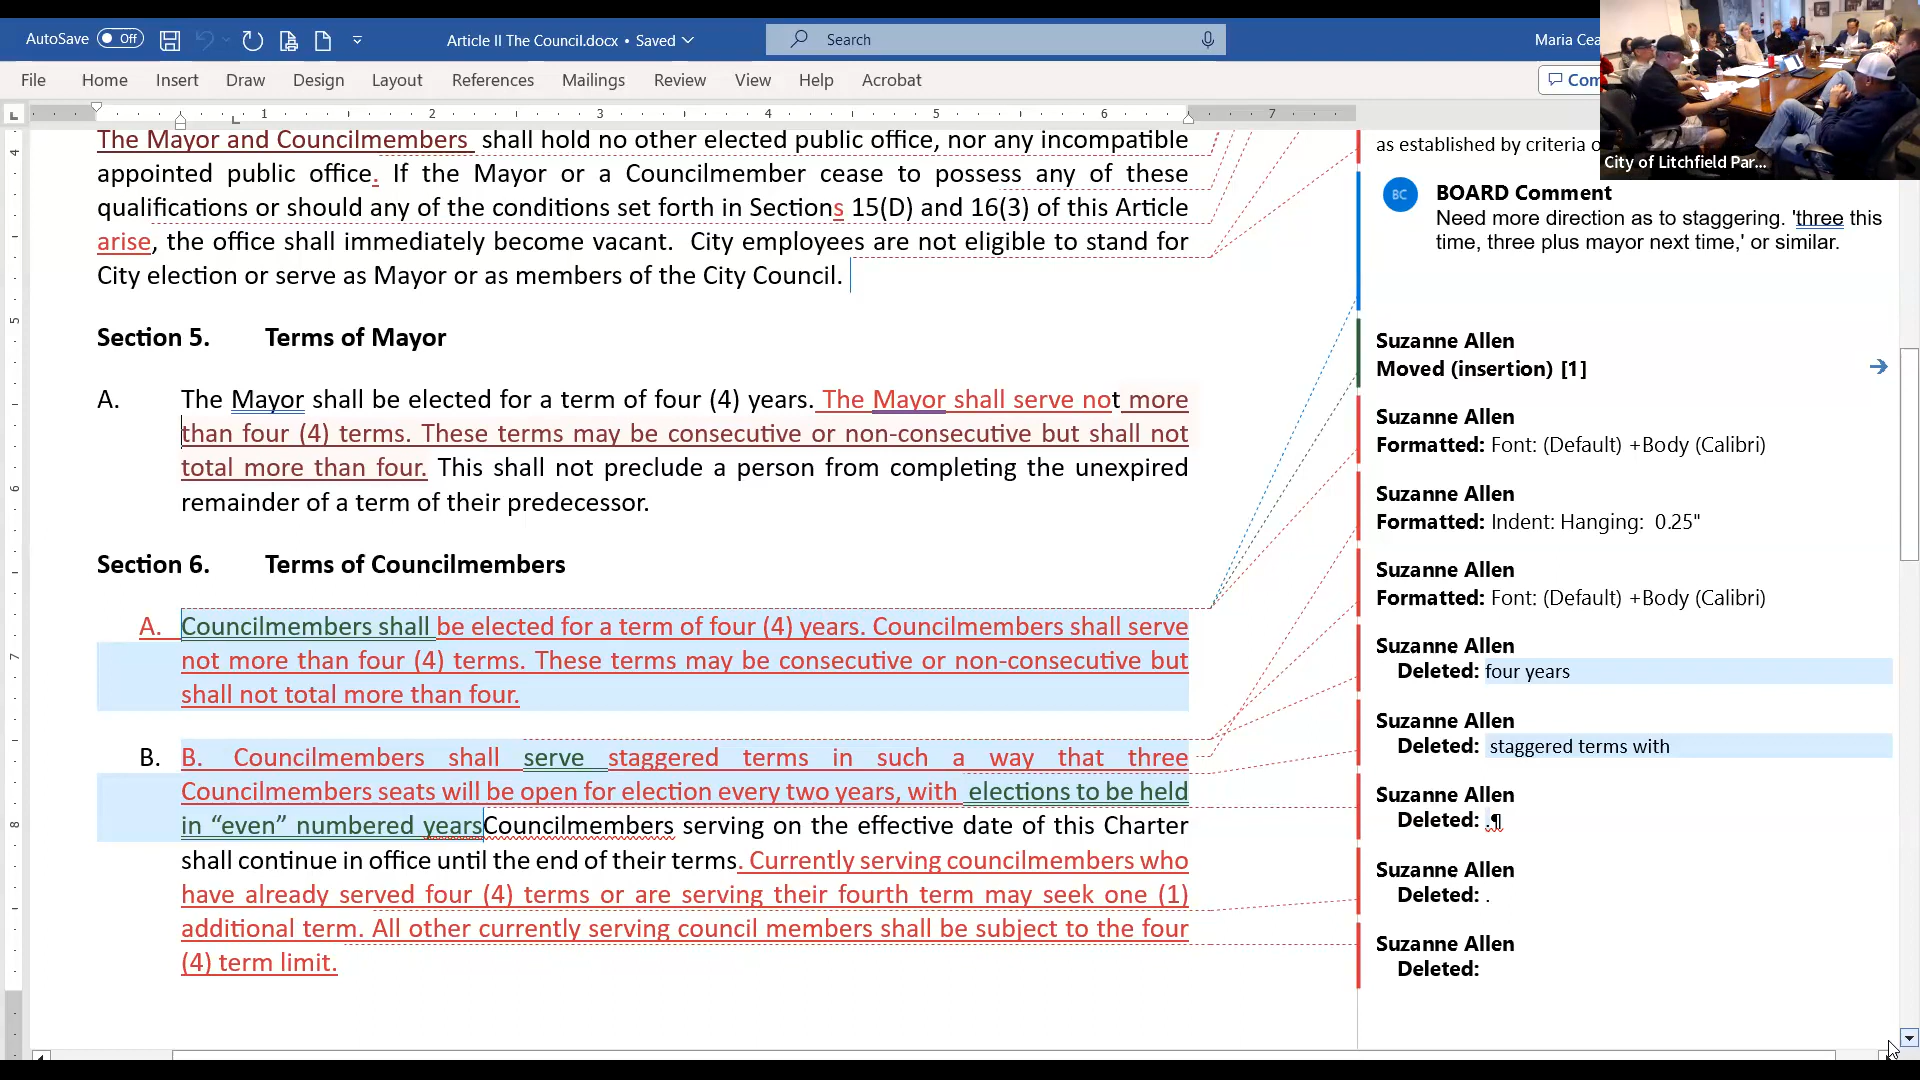 AutoSave Off
Article II The Council.docx • Saved
Search
Maria Cea
File Home Insert Draw Design Layout References Mailings Review View Help Acrobat
Com
1 2 3 4 5 6 7
City of Litchfield Par...
The Mayor and Councilmembers shall hold no other elected public office, nor any incompatible
appointed public office. If the Mayor or a Councilmember cease to possess any of these
qualifications or should any of the conditions set forth in Sections 15(D) and 16(3) of this Article
arise, the office shall immediately become vacant. City employees are not eligible to stand for
City election or serve as Mayor or as members of the City Council.
Section 5. Terms of Mayor
A. The Mayor shall be elected for a term of four (4) years. The Mayor shall serve not more
than four (4) terms. These terms may be consecutive or non-consecutive but shall not
total more than four. This shall not preclude a person from completing the unexpired
remainder of a term of their predecessor.
Section 6. Terms of Councilmembers
A. Councilmembers shall be elected for a term of four (4) years. Councilmembers shall serve
not more than four (4) terms. These terms may be consecutive or non-consecutive but
shall not total more than four.
B. B. Councilmembers shall serve staggered terms in such a way that three
Councilmembers seats will be open for election every two years, with elections to be held
in “even” numbered yearsCouncilmembers serving on the effective date of this Charter
shall continue in office until the end of their terms. Currently serving councilmembers who
have already served four (4) terms or are serving their fourth term may seek one (1)
additional term. All other currently serving council members shall be subject to the four
(4) term limit.
4
5
6
7
8
as established by criteria
BC
BOARD Comment
Need more direction as to staggering. 'three this
time, three plus mayor next time,' or similar.
Suzanne Allen
Moved (insertion) [1]
Suzanne Allen
Formatted: Font: (Default) +Body (Calibri)
Suzanne Allen
Formatted: Indent: Hanging: 0.25"
Suzanne Allen
Formatted: Font: (Default) +Body (Calibri)
Suzanne Allen
Deleted: four years
Suzanne Allen
Deleted: staggered terms with
Suzanne Allen
Deleted: .¶
Suzanne Allen
Deleted: .
Suzanne Allen
Deleted: